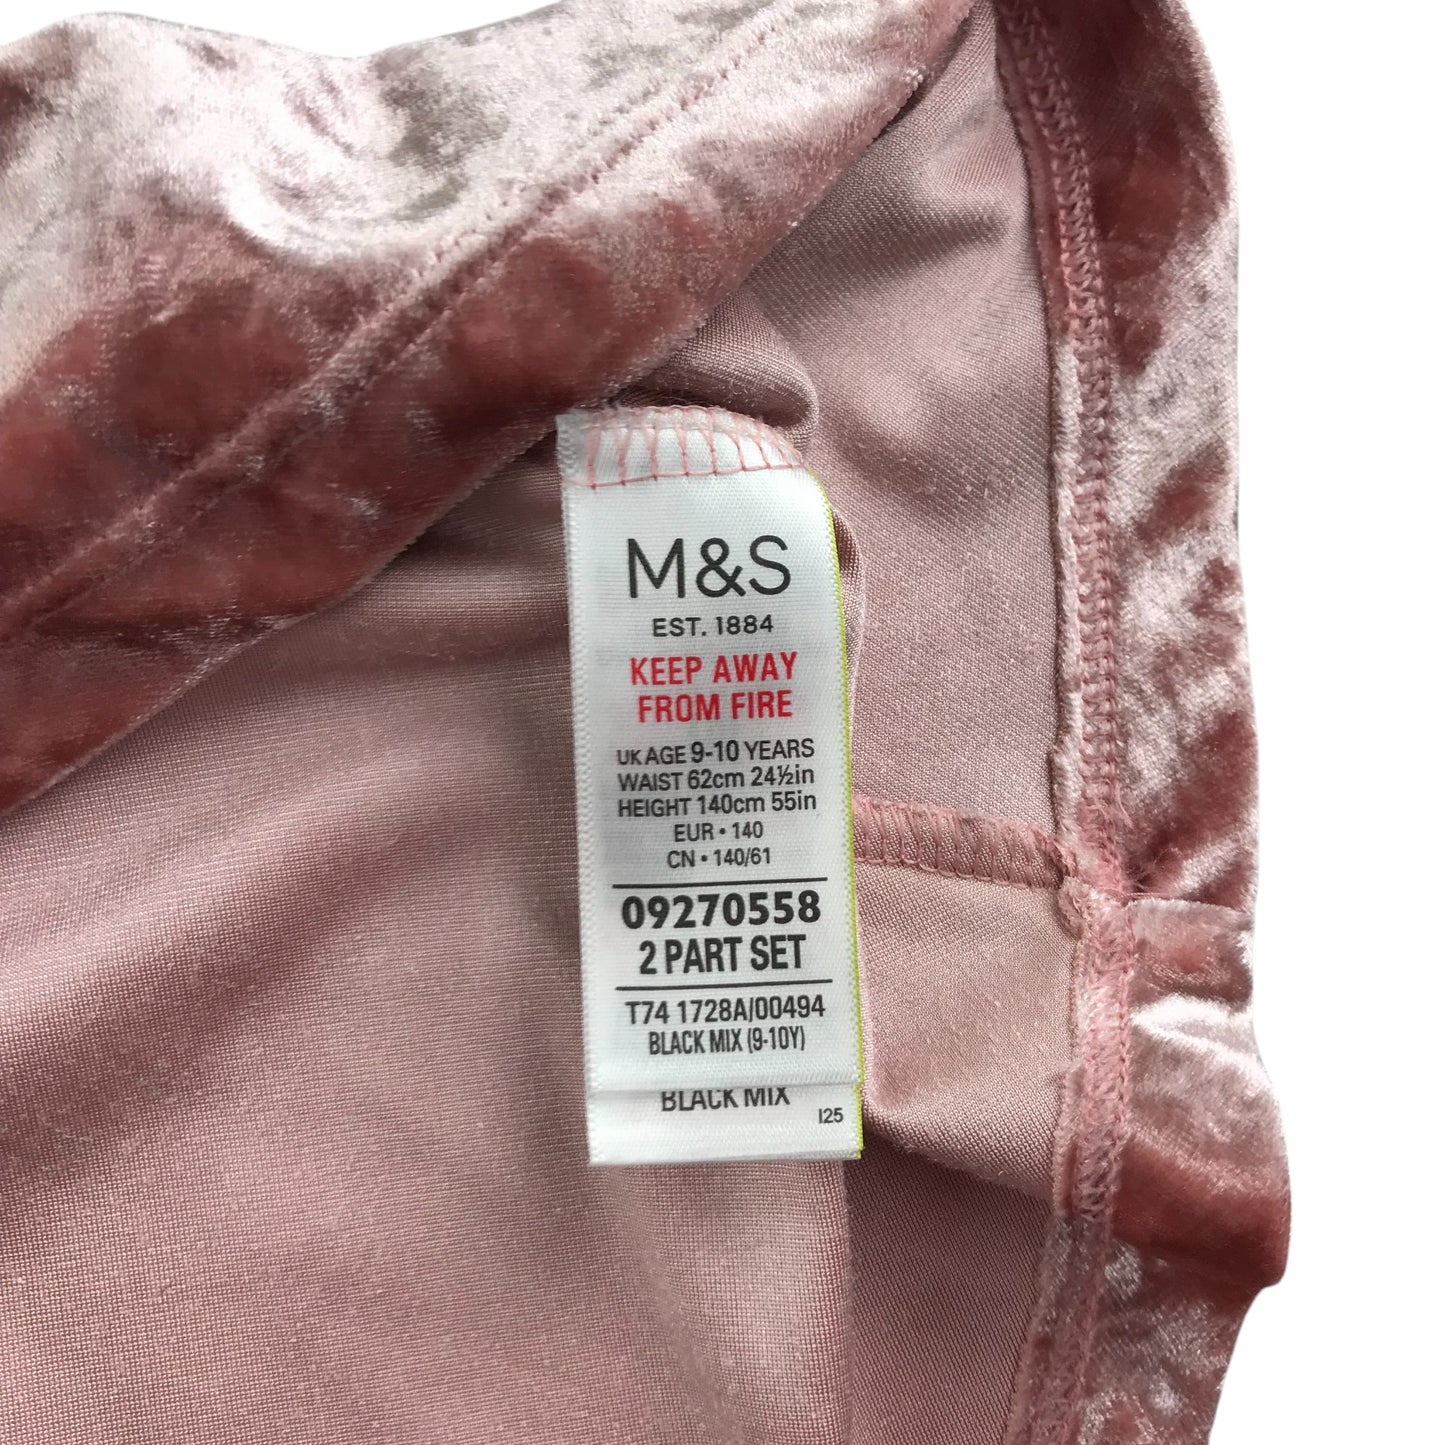 M&S
EST. 1884
KEEP AWAY
FROM FIRE
UK AGE 9-10 YEARS
WAIST 62cm 24½in
HEIGHT 140cm 55in
EUR • 140
CN • 140/61
09270558
2 PART SET
T74 1728A/00494
BLACK MIX (9-10Y)
BLACK MIX
I25